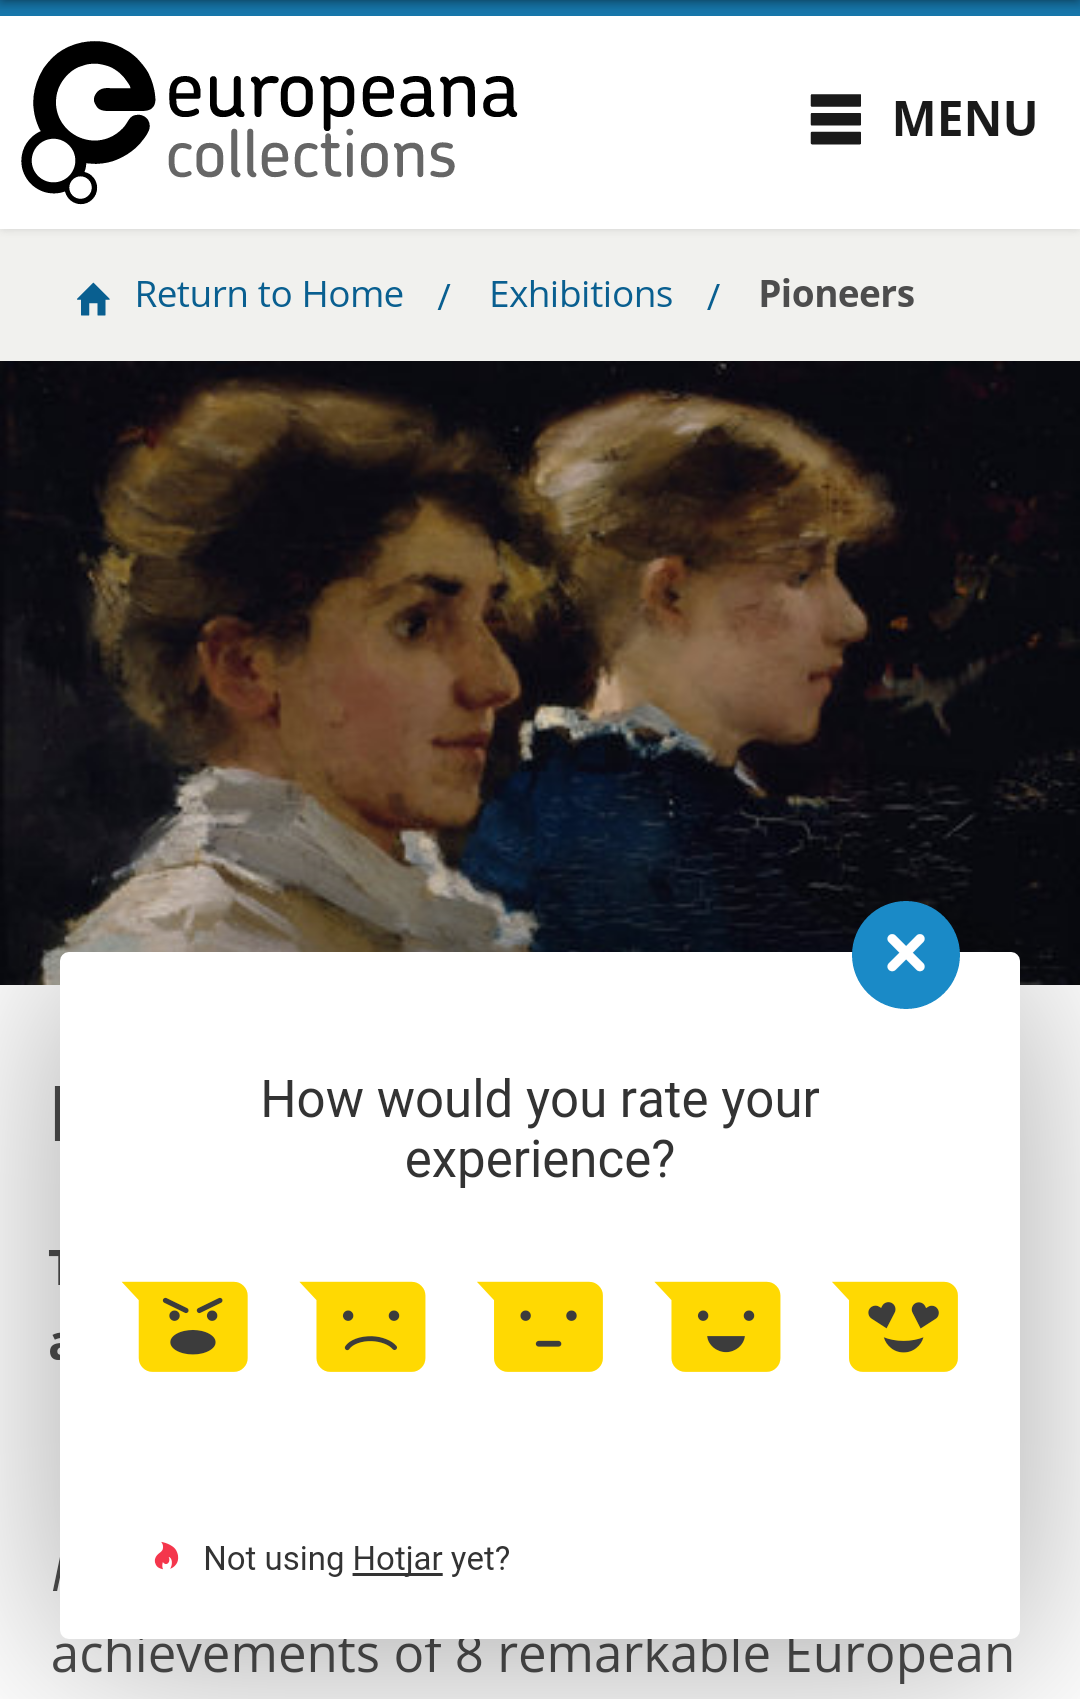 europeana
collections
MENU
Return to Home / Exhibitions / Pioneers
How would you rate your
experience?
Not using Hotjar yet?
achievements of 8 remarkable European